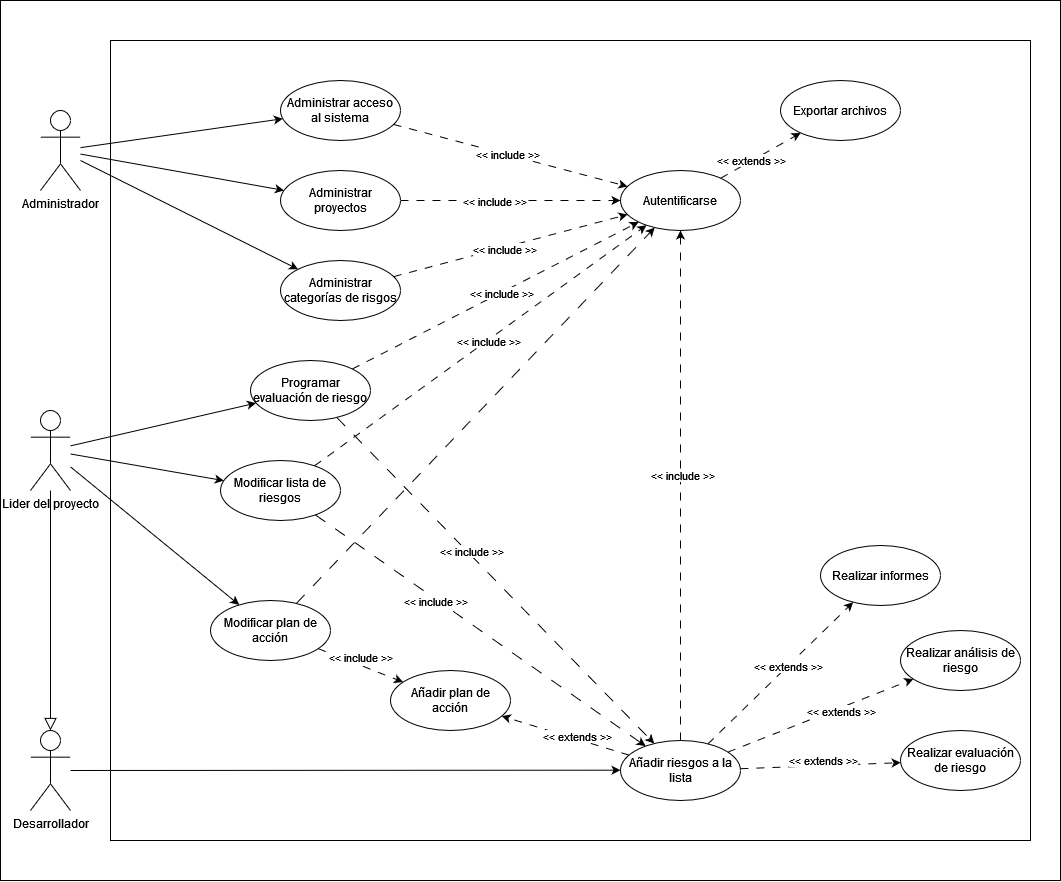 Administrar acceso
al sistema
Exportar archivos
<< include >>
<< extends >>
Administrador
Administrar
proyectos
<< include >>
Autentificarse
<< include >>
Administrar
categorías de risgos
<< include >>
<< include >>
Programar
evaluación de riesgo
Modificar lista de
riesgos
<< include >>
Lider del proyecto
<< include >>
Realizar informes
<< include >>
Modificar plan de
acción
Realizar análisis de
riesgo
<< include >>
<< extends >>
Añadir plan de
acción
<< extends >>
<< extends >>
Añadir riesgos a la
lista
<< extends >>
Realizar evaluación
de riesgo
Desarrollador